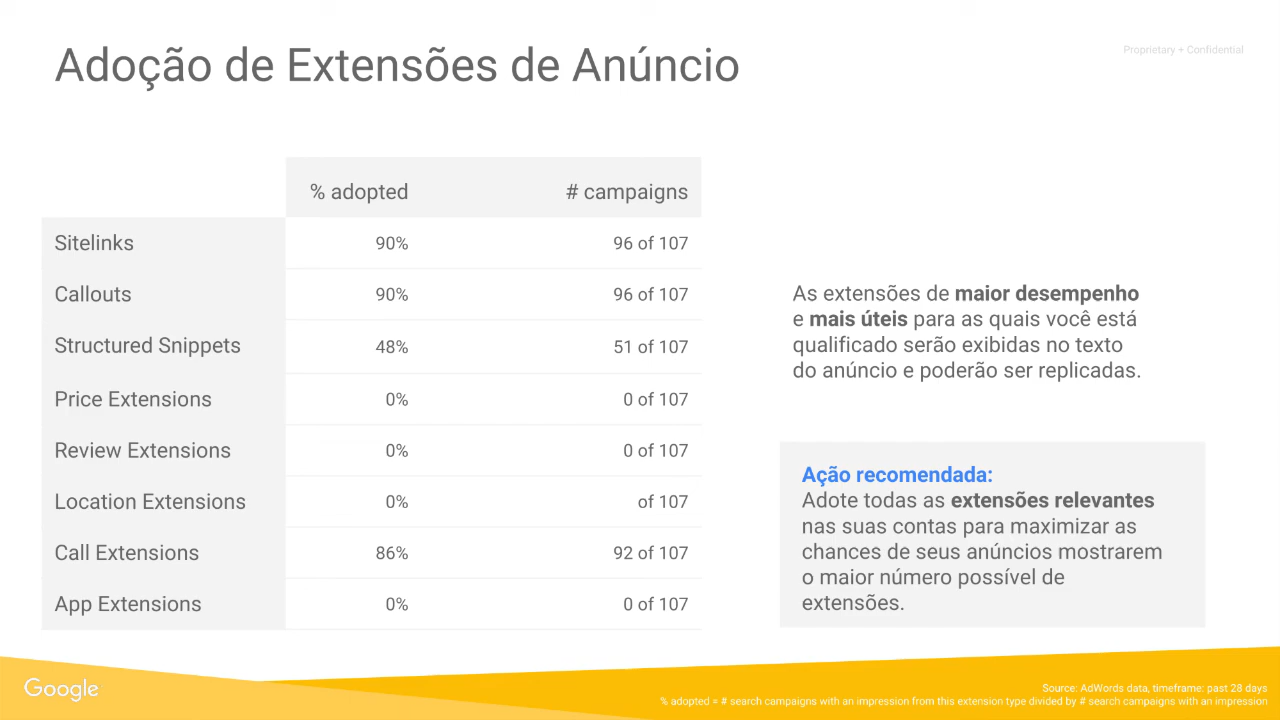 Adoção de Extensões de Anúncio
Proprietary + Confidential
% adopted # campaigns
Sitelinks 90% 96 of 107
Callouts 90% 96 of 107
Structured Snippets 48% 51 of 107
Price Extensions 0% 0 of 107
Review Extensions 0% 0 of 107
Location Extensions 0% of 107
Call Extensions 86% 92 of 107
App Extensions 0% 0 of 107
As extensões de maior desempenho
e mais úteis para as quais você está
qualificado serão exibidas no texto
do anúncio e poderão ser replicadas.
Ação recomendada:
Adote todas as extensões relevantes
nas suas contas para maximizar as
chances de seus anúncios mostrarem
o maior número possível de
extensões.
Google
Source: AdWords data, timeframe: past 28 days
% adopted = # search campaigns with an impression from this extension type divided by # search campaigns with an impression